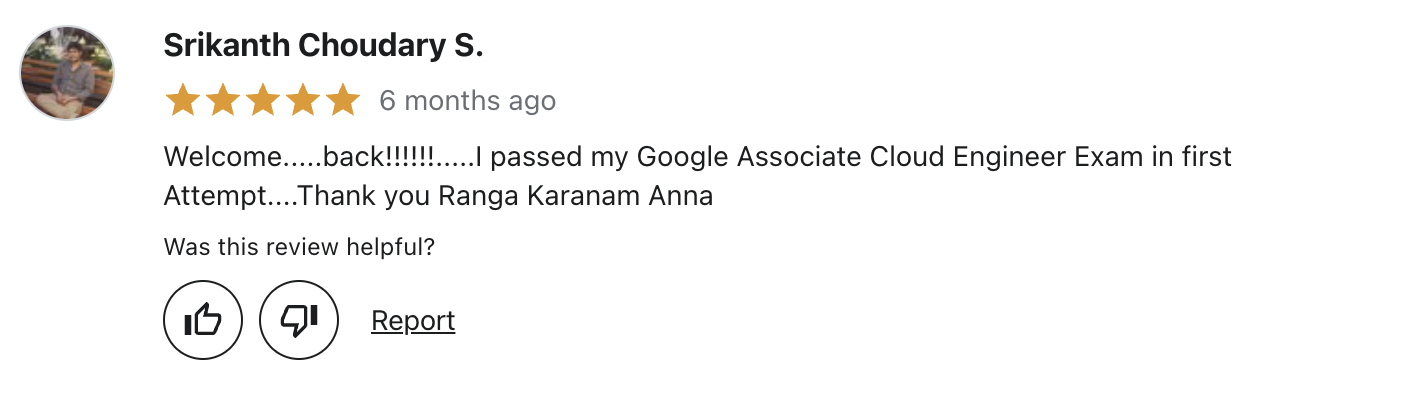 Srikanth Choudary S.
6 months ago
Welcome.....back!!!!!!.....I passed my Google Associate Cloud Engineer Exam in first
Attempt....Thank you Ranga Karanam Anna
Was this review helpful?
Report